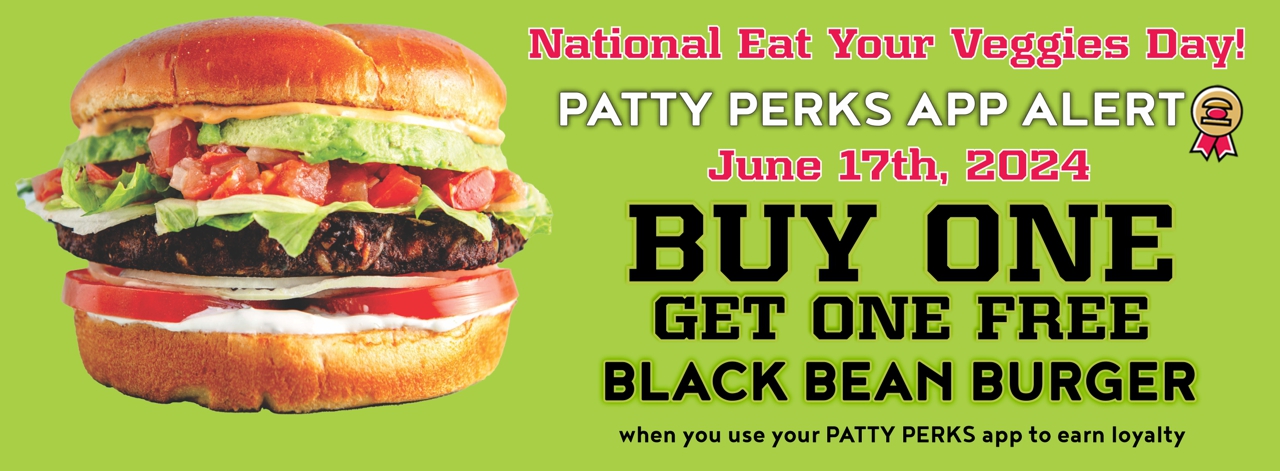 National Eat Your Veggies Day!
PATTY PERKS APP ALERT
June 17th, 2024
BUY ONE
GET ONE FREE
BLACK BEAN BURGER
when you use your PATTY PERKS app to earn loyalty